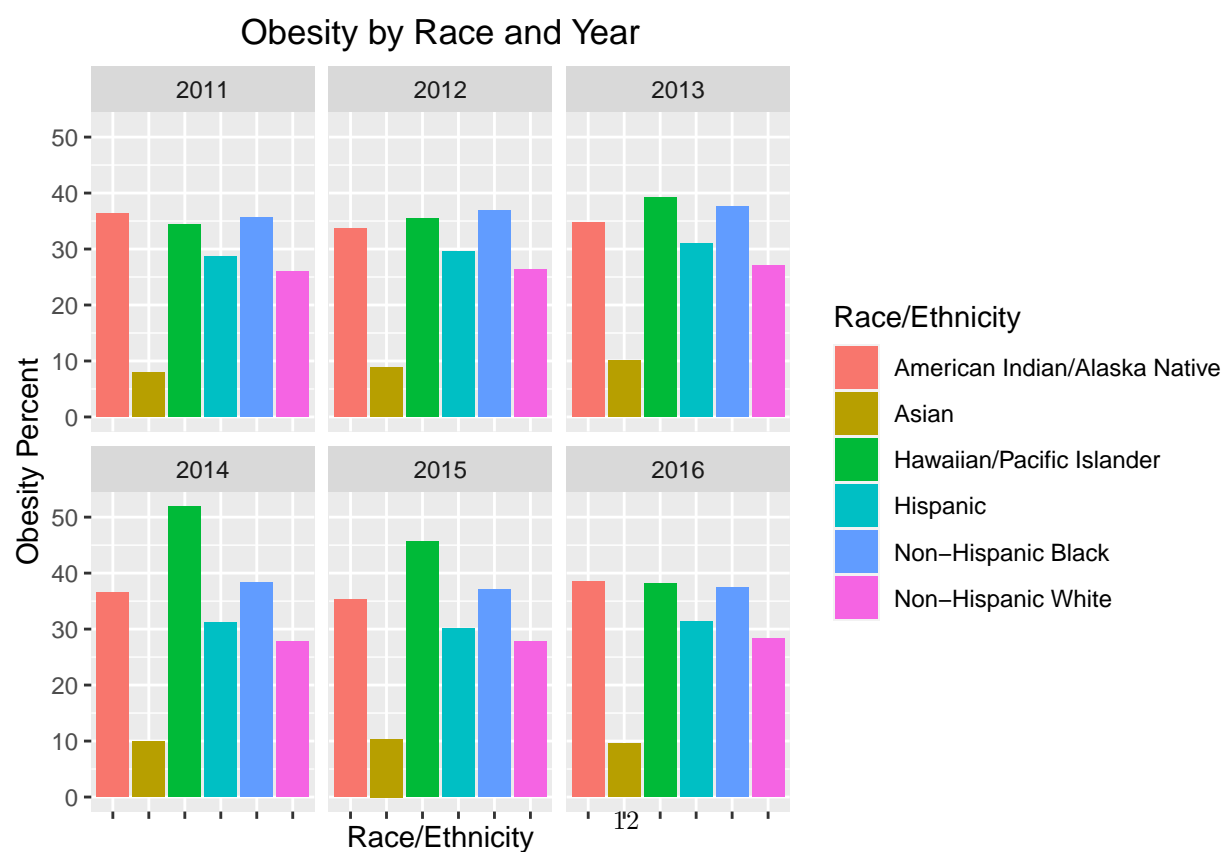 Obesity by Race and Year
2011
2012
2013
50
40
30
20
10
0
2014
2015
2016
50
40
30
20
10
0
Obesity Percent
Race/Ethnicity
12
Race/Ethnicity
American Indian/Alaska Native
Asian
Hawaiian/Pacific Islander
Hispanic
Non−Hispanic Black
Non−Hispanic White